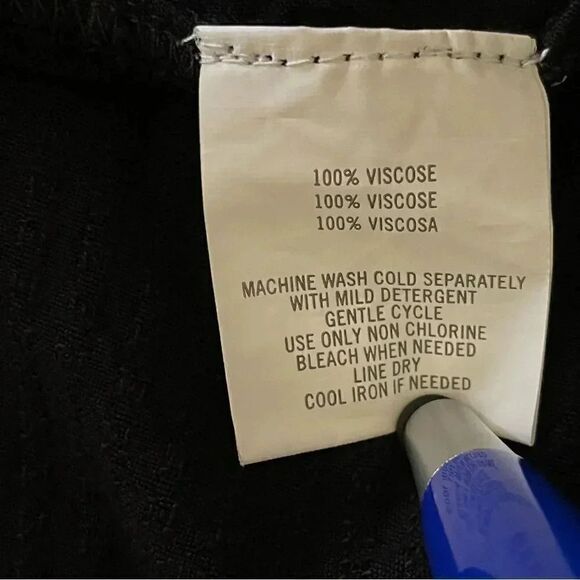 100% VISCOSE
100% VISCOSE
100% VISCOSA
MACHINE WASH COLD SEPARATELY
WITH MILD DETERGENT
GENTLE CYCLE
USE ONLY NON CHLORINE
BLEACH WHEN NEEDED
LINE DRY
COOL IRON IF NEEDED